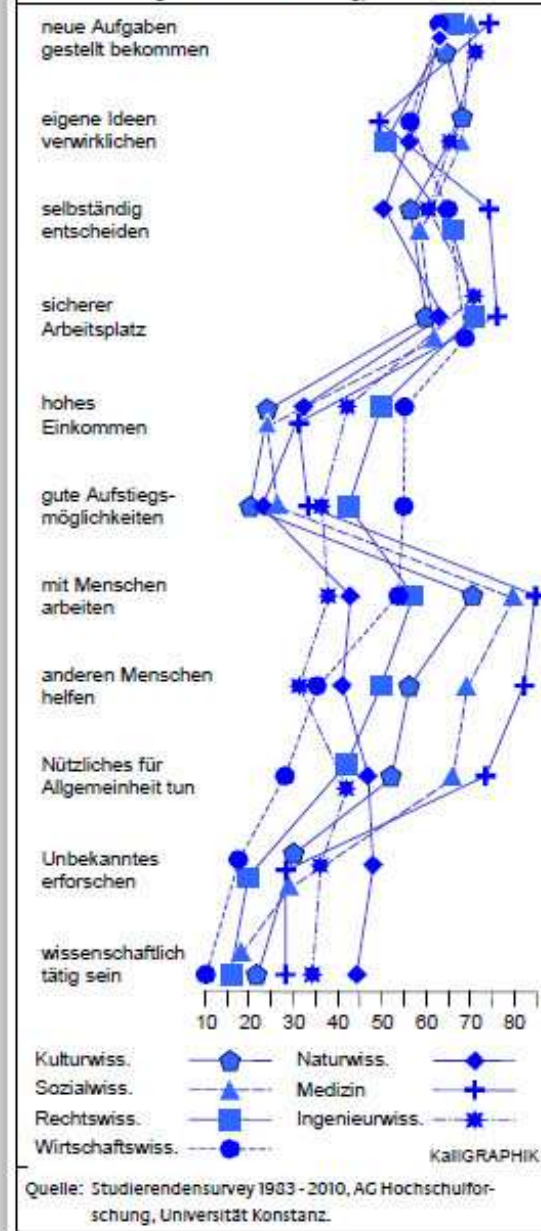 neue Aufgaben
gestellt bekommen
eigene Ideen
verwirklichen
selbständig
entscheiden
sicherer
Arbeitsplatz
hohes
Einkommen
gute Aufstiegs-
möglichkeiten
mit Menschen
arbeiten
anderen Menschen
helfen
Nützliches für
Allgemeinheit tun
Unbekanntes
erforschen
wissenschaftlich
tätig sein
10 20 30 40 50 60 70 80
Kulturwiss. Naturwiss.
Sozialwiss. Medizin
Rechtswiss. Ingenieurwiss.
Wirtschaftswiss.
KalliGRAPHIK
Quelle: Studierendensurvey 1983 - 2010, AG Hochschulfor-
schung, Universität Konstanz.